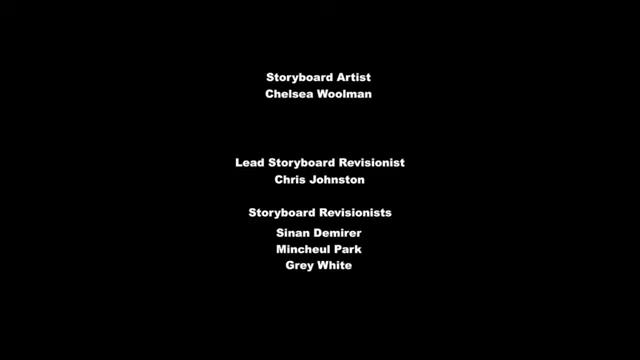 Storyboard Artist
Chelsea Woolman
Lead Storyboard Revisionist
Chris Johnston
Storyboard Revisionists
Sinan Demirer
Mincheul Park
Grey White